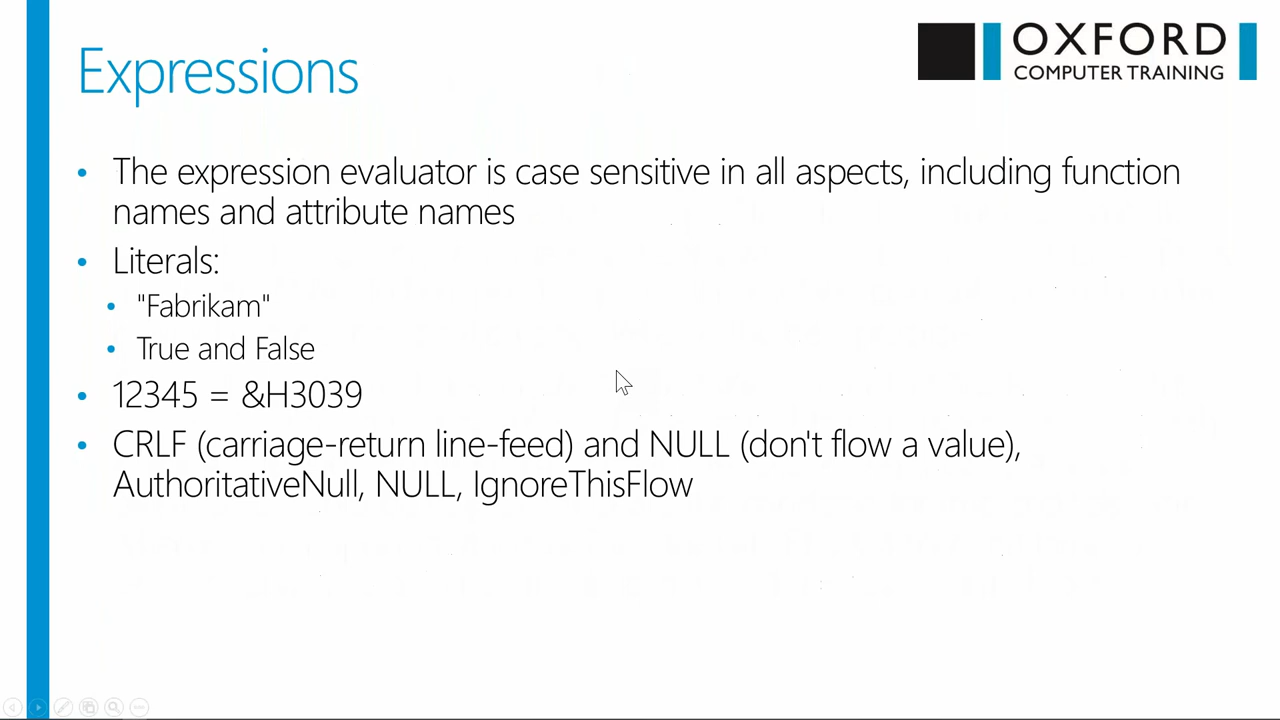 Expressions
OXFORD
COMPUTER TRAINING
• The expression evaluator is case sensitive in all aspects, including function
names and attribute names
• Literals:
• "Fabrikam"
• True and False
• 12345 = &H3039
• CRLF (carriage-return line-feed) and NULL (don't flow a value),
AuthoritativeNull, NULL, IgnoreThisFlow